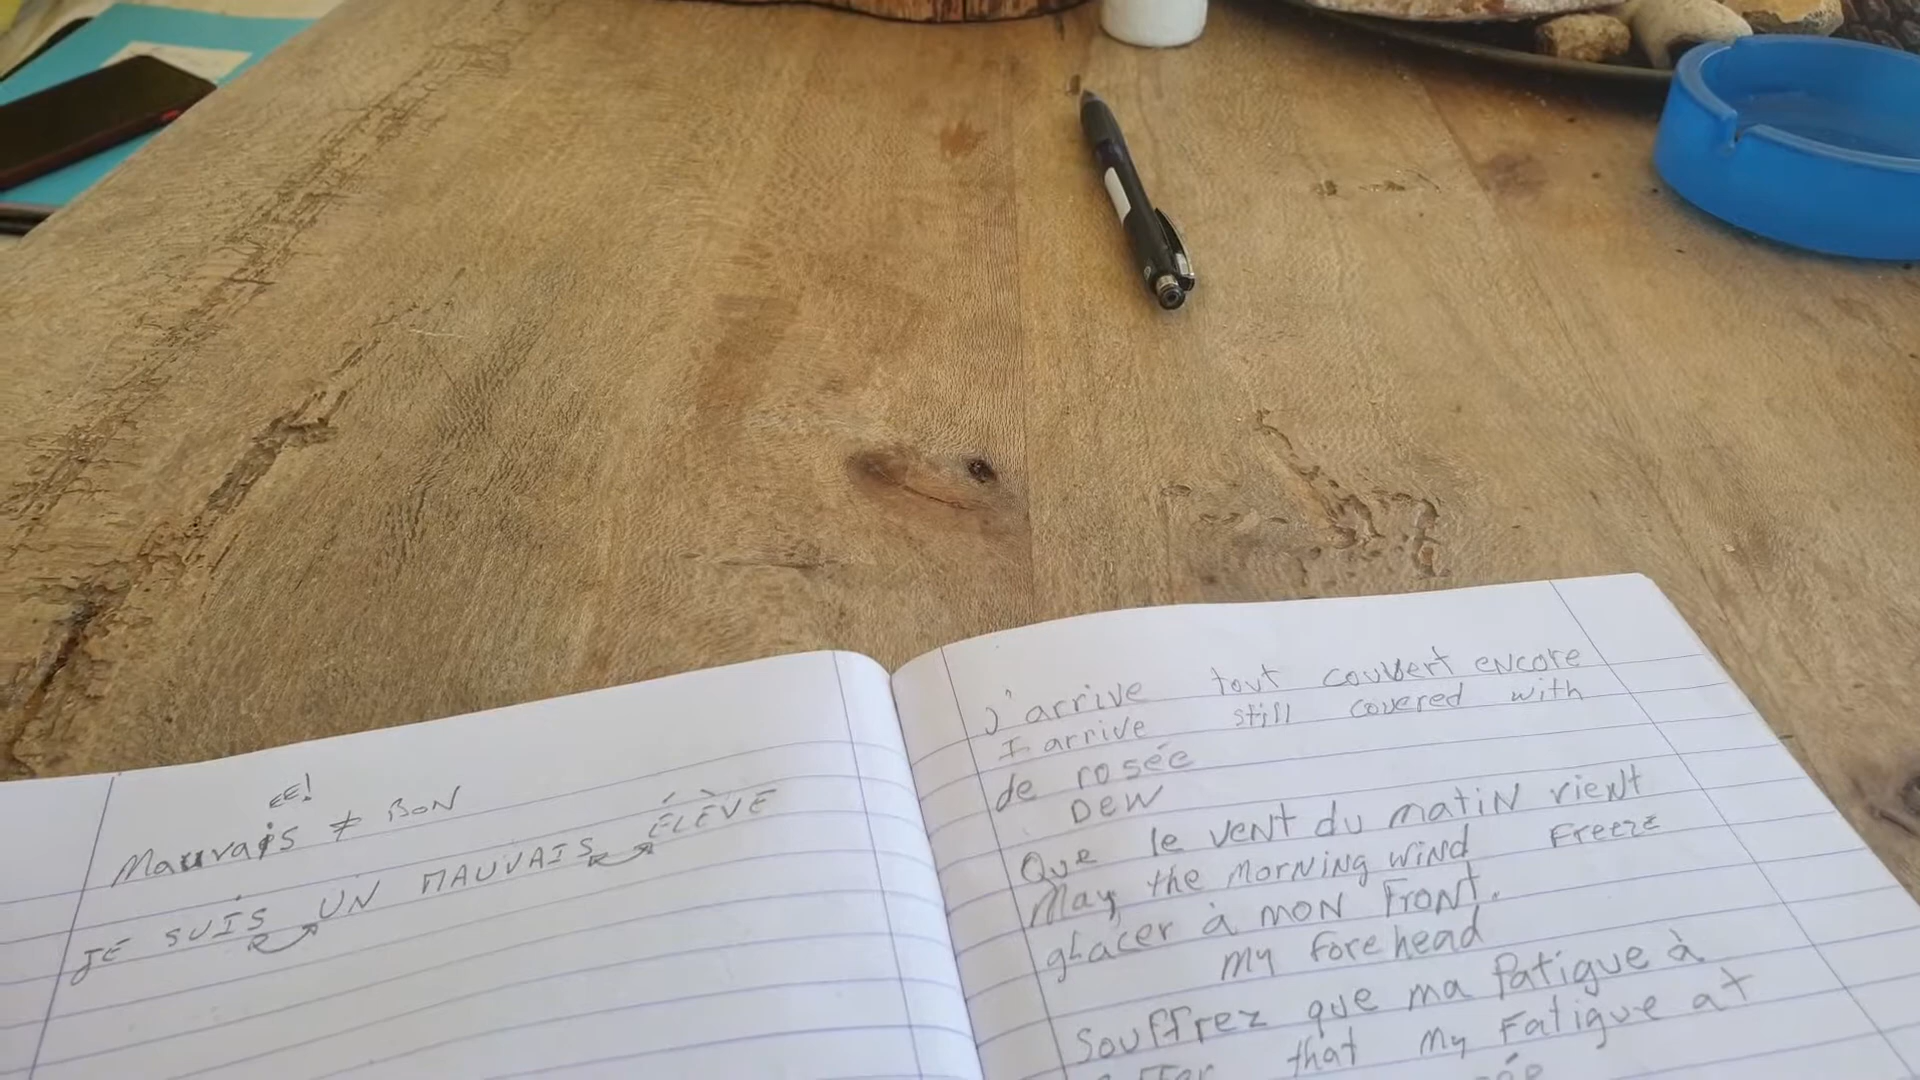 EE!
Mauvais ≠ BON
JE SUIS UN MAUVAIS ÉLÈVE
J'arrive tout couvert encore
I arrive still covered with
de rosée
DEW
Que le vent du matin vient
May the morning wind Freeze
glacer à mon Front.
my forehead
Souffrez que ma fatigue à
that my Fatigue at